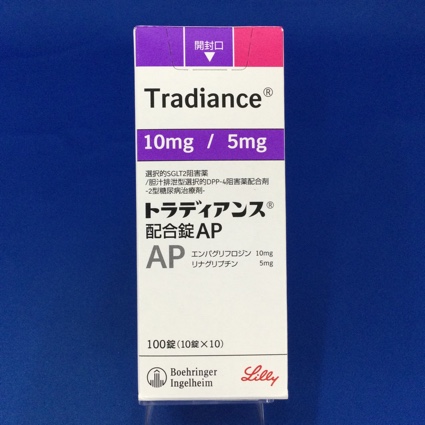 開封口
Tradiance®
10mg / 5mg
選択的SGLT2阻害薬
/胆汁排泄型選択的DPP-4阻害薬配合剤
-2型糖尿病治療剤-
トラディアンス®
配合錠AP
AP エンパグリフロジン 10mg
リナグリプチン 5mg
100錠(10錠×10)
Boehringer
Ingelheim
Lilly